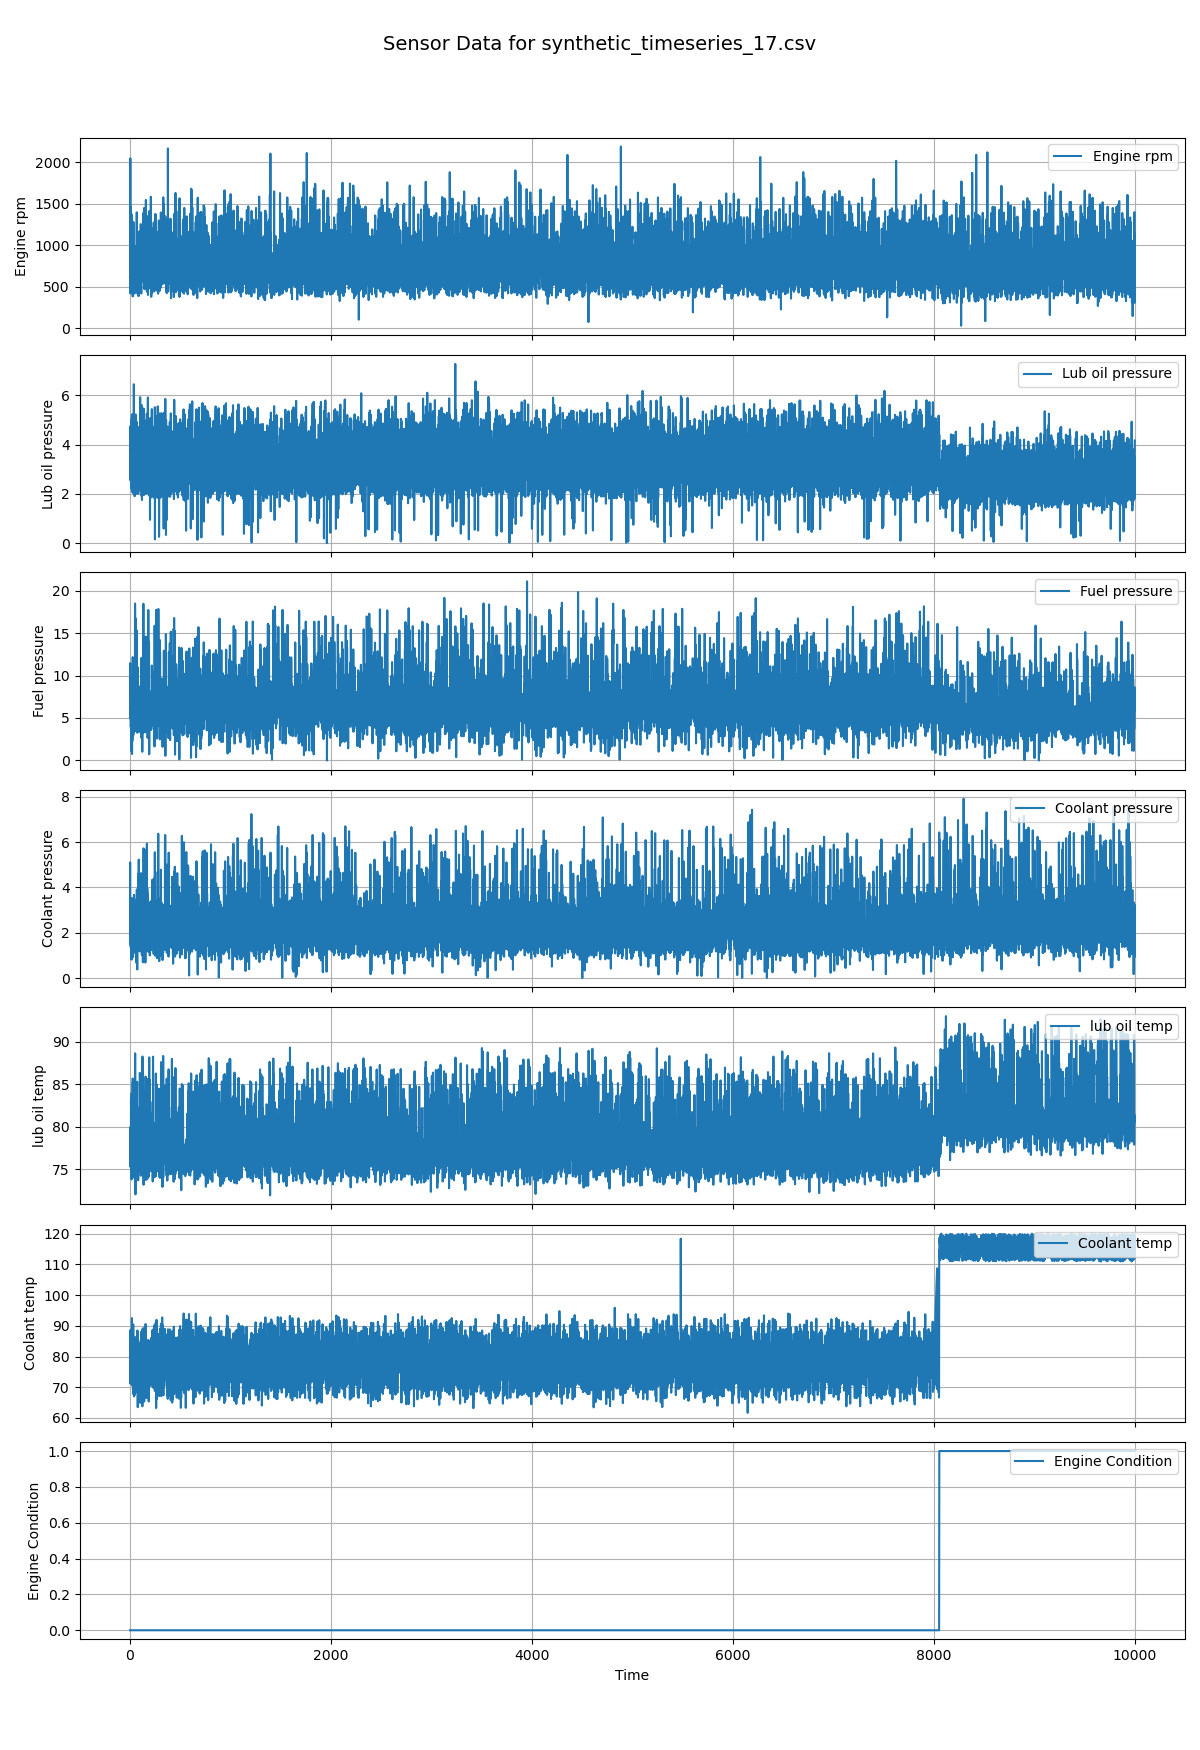 Sensor Data for synthetic_timeseries_17.csv
Engine rpm
2000
1500
1000
500
0
Engine rpm
Lub oil pressure
6
4
2
0
Lub oil pressure
Fuel pressure
20
15
10
5
0
Fuel pressure
Coolant pressure
8
6
4
2
0
Coolant pressure
lub oil temp
90
85
80
75
lub oil temp
Coolant temp
120
110
100
90
80
70
60
Coolant temp
Engine Condition
1.0
0.8
0.6
0.4
0.2
0.0
Engine Condition
0 2000 4000 6000 8000 10000
Time